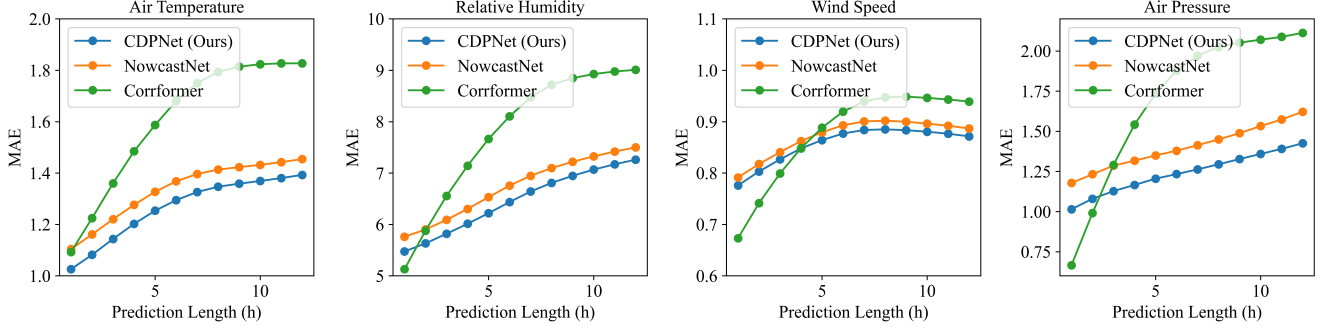 Air Temperature
2.0
1.8
1.6
1.4
1.2
1.0
MAE
CDPNet (Ours)
NowcastNet
Corrformer
5
10
Prediction Length (h)
Relative Humidity
10
9
8
7
6
5
MAE
CDPNet (Ours)
NowcastNet
Corrformer
5
10
Prediction Length (h)
Wind Speed
1.1
1.0
0.9
0.8
0.7
0.6
MAE
CDPNet (Ours)
NowcastNet
Corrformer
5
10
Prediction Length (h)
Air Pressure
2.00
1.75
1.50
1.25
1.00
0.75
MAE
CDPNet (Ours)
NowcastNet
Corrformer
5
10
Prediction Length (h)